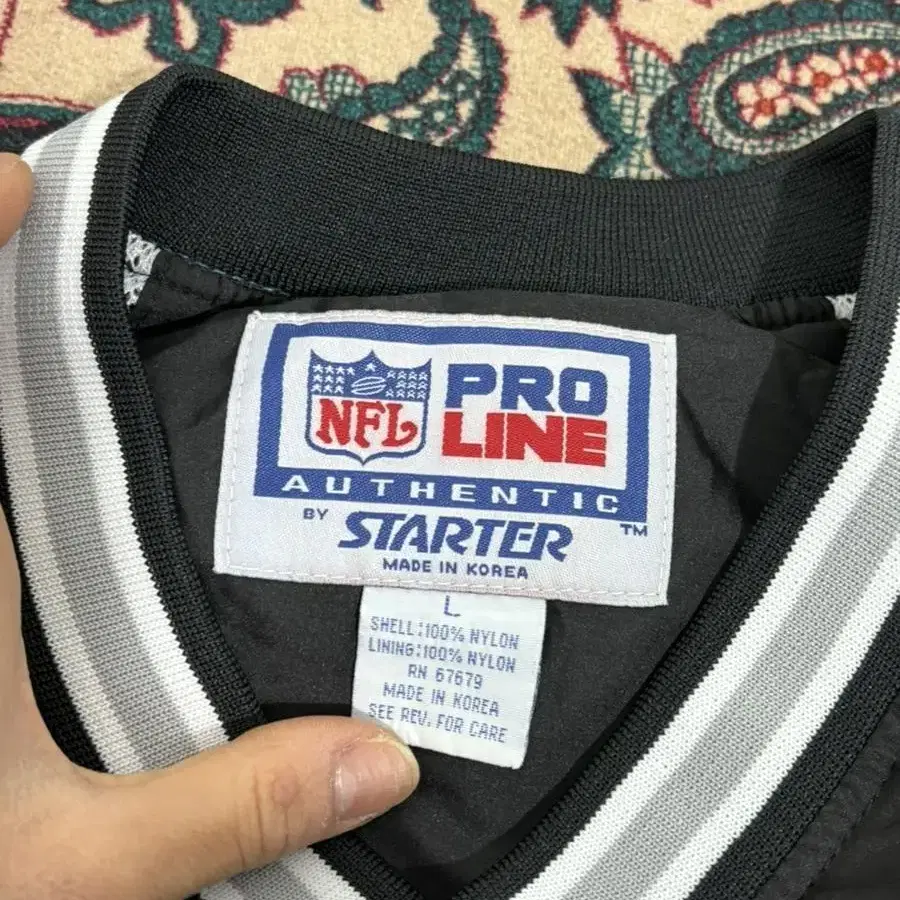 NFL
PRO
LINE
AUTHENTIC
BY STARTER TM
MADE IN KOREA
L
SHELL:100% NYLON
LINING:100% NYLON
RN 67679
MADE IN KOREA
SEE REV. FOR CARE